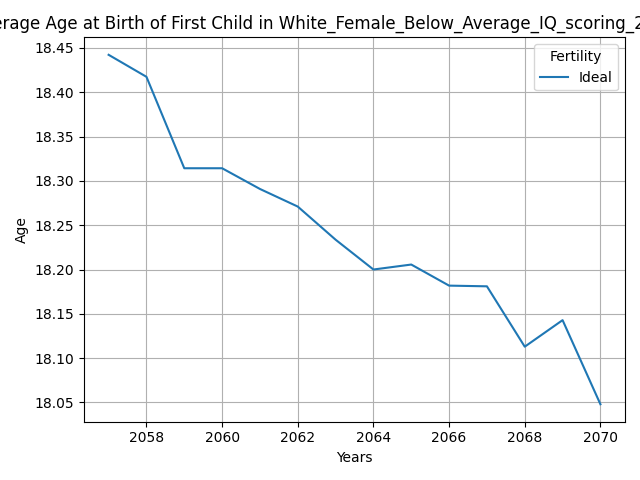 Age at Birth of First Child in White_Female_Below_Average_IQ_scoring_2
Fertility
Ideal
18.45
18.40
18.35
18.30
18.25
18.20
18.15
18.10
18.05
Age
2058 2060 2062 2064 2066 2068 2070
Years